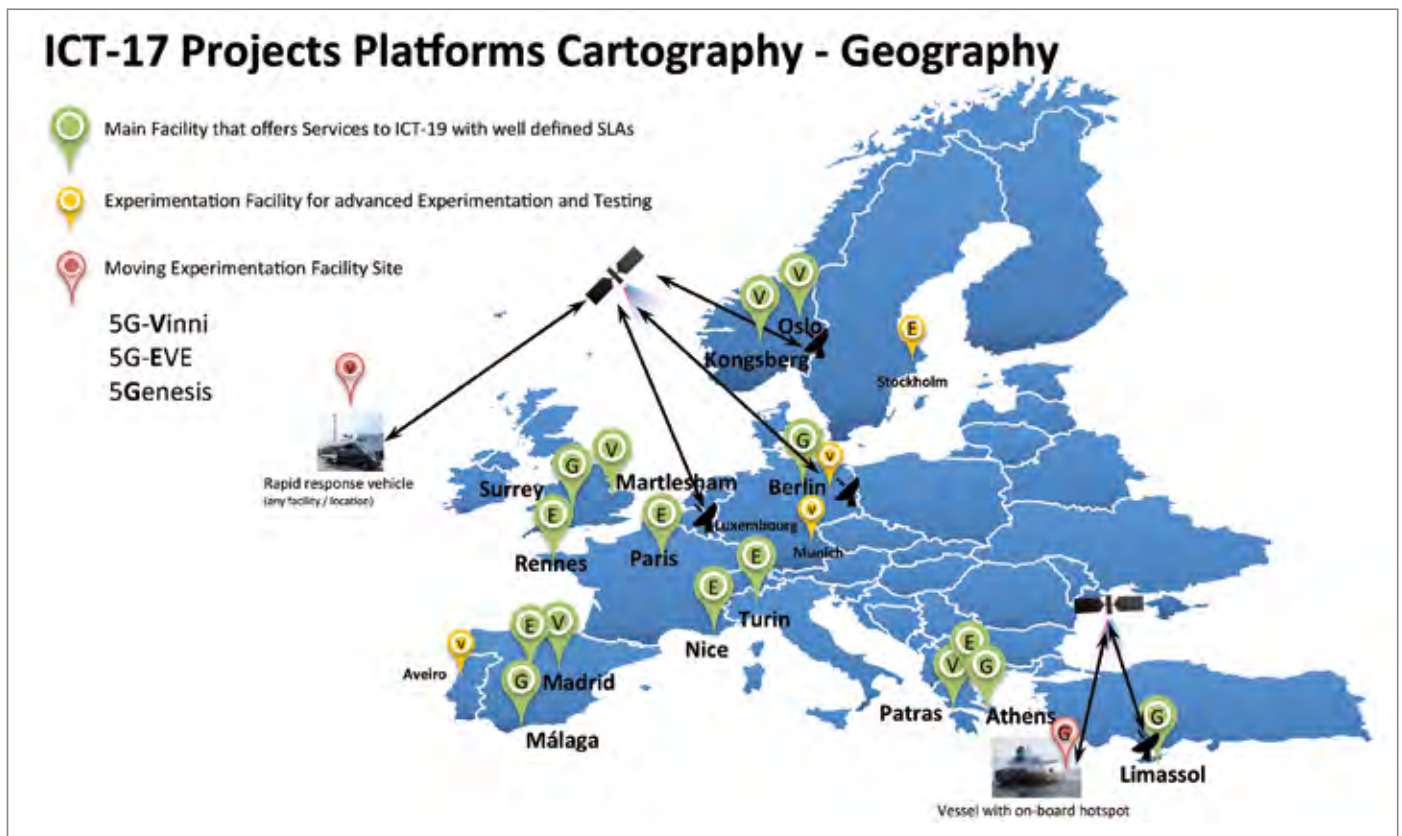 ICT-17 Projects Platforms Cartography - Geography
Main Facility that offers Services to ICT-19 with well defined SLAs
Experimentation Facility for advanced Experimentation and Testing
Moving Experimentation Facility Site
5G-Vinni
5G-EVE
5Genesis
V
V
Oslo
Kongsberg
E
Stockholm
V
Rapid response vehicle
(any facility / location)
G
V
Surrey
Martlesham
G
V
Berlin
E
Rennes
E
Paris
Luxembourg
V
Munich
E
Turin
E
Nice
V
Aveiro
E
V
Madrid
G
Málaga
E
V
G
Patras
Athens
G
Vessel with on-board hotspot
G
Limassol